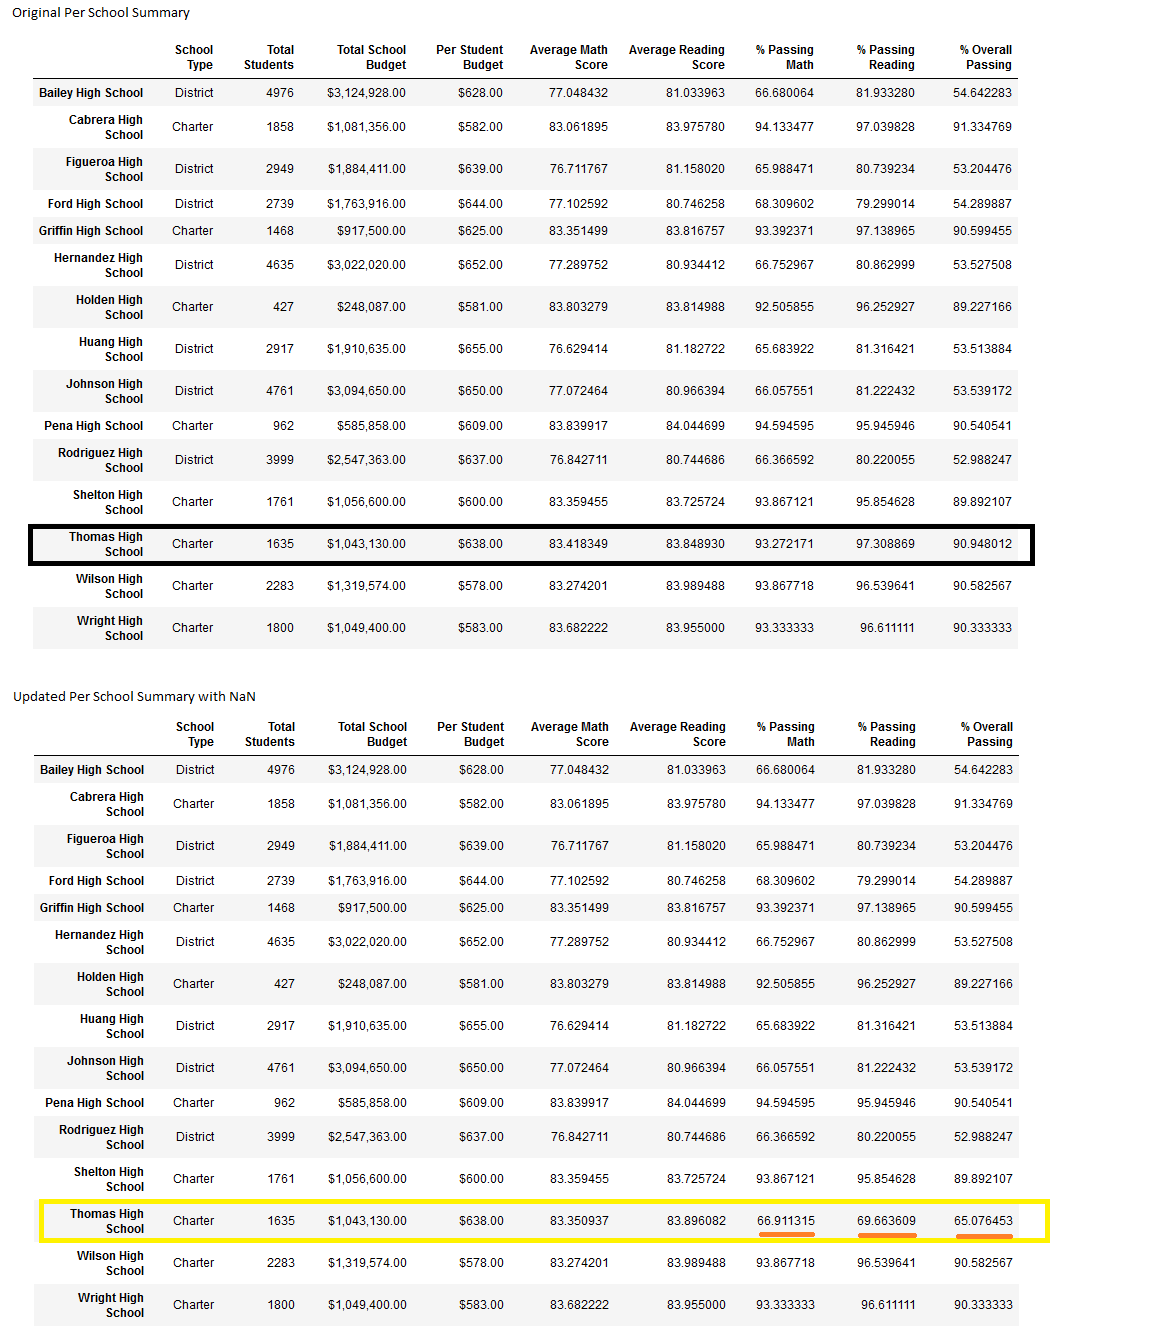 Original Per School Summary
School Total Total School Per Student Average Math Average Reading % Passing % Passing % Overall
Type Students Budget Budget Score Score Math Reading Passing
Bailey High School District 4976 $3,124,928.00 $628.00 77.048432 81.033963 66.680064 81.933280 54.642283
Cabrera High
School Charter 1858 $1,081,356.00 $582.00 83.061895 83.975780 94.133477 97.039828 91.334769
Figueroa High
School District 2949 $1,884,411.00 $639.00 76.711767 81.158020 65.988471 80.739234 53.204476
Ford High School District 2739 $1,763,916.00 $644.00 77.102592 80.746258 68.309602 79.299014 54.289887
Griffin High School Charter 1468 $917,500.00 $625.00 83.351499 83.816757 93.392371 97.138965 90.599455
Hernandez High
School District 4635 $3,022,020.00 $652.00 77.289752 80.934412 66.752967 80.862999 53.527508
Holden High
School Charter 427 $248,087.00 $581.00 83.803279 83.814988 92.505855 96.252927 89.227166
Huang High
School District 2917 $1,910,635.00 $655.00 76.629414 81.182722 65.683922 81.316421 53.513884
Johnson High
School District 4761 $3,094,650.00 $650.00 77.072464 80.966394 66.057551 81.222432 53.539172
Pena High School Charter 962 $585,858.00 $609.00 83.839917 84.044699 94.594595 95.945946 90.540541
Rodriguez High
School District 3999 $2,547,363.00 $637.00 76.842711 80.744686 66.366592 80.220055 52.988247
Shelton High
School Charter 1761 $1,056,600.00 $600.00 83.359455 83.725724 93.867121 95.854628 89.892107
Thomas High
School Charter 1635 $1,043,130.00 $638.00 83.418349 83.848930 93.272171 97.308869 90.948012
Wilson High
School Charter 2283 $1,319,574.00 $578.00 83.274201 83.989488 93.867718 96.539641 90.582567
Wright High
School Charter 1800 $1,049,400.00 $583.00 83.682222 83.955000 93.333333 96.611111 90.333333
Updated Per School Summary with NaN
School Total Total School Per Student Average Math Average Reading % Passing % Passing % Overall
Type Students Budget Budget Score Score Math Reading Passing
Bailey High School District 4976 $3,124,928.00 $628.00 77.048432 81.033963 66.680064 81.933280 54.642283
Cabrera High
School Charter 1858 $1,081,356.00 $582.00 83.061895 83.975780 94.133477 97.039828 91.334769
Figueroa High
School District 2949 $1,884,411.00 $639.00 76.711767 81.158020 65.988471 80.739234 53.204476
Ford High School District 2739 $1,763,916.00 $644.00 77.102592 80.746258 68.309602 79.299014 54.289887
Griffin High School Charter 1468 $917,500.00 $625.00 83.351499 83.816757 93.392371 97.138965 90.599455
Hernandez High
School District 4635 $3,022,020.00 $652.00 77.289752 80.934412 66.752967 80.862999 53.527508
Holden High
School Charter 427 $248,087.00 $581.00 83.803279 83.814988 92.505855 96.252927 89.227166
Huang High
School District 2917 $1,910,635.00 $655.00 76.629414 81.182722 65.683922 81.316421 53.513884
Johnson High
School District 4761 $3,094,650.00 $650.00 77.072464 80.966394 66.057551 81.222432 53.539172
Pena High School Charter 962 $585,858.00 $609.00 83.839917 84.044699 94.594595 95.945946 90.540541
Rodriguez High
School District 3999 $2,547,363.00 $637.00 76.842711 80.744686 66.366592 80.220055 52.988247
Shelton High
School Charter 1761 $1,056,600.00 $600.00 83.359455 83.725724 93.867121 95.854628 89.892107
Thomas High
School Charter 1635 $1,043,130.00 $638.00 83.350937 83.896082 66.911315 69.663609 65.076453
Wilson High
School Charter 2283 $1,319,574.00 $578.00 83.274201 83.989488 93.867718 96.539641 90.582567
Wright High
School Charter 1800 $1,049,400.00 $583.00 83.682222 83.955000 93.333333 96.611111 90.333333